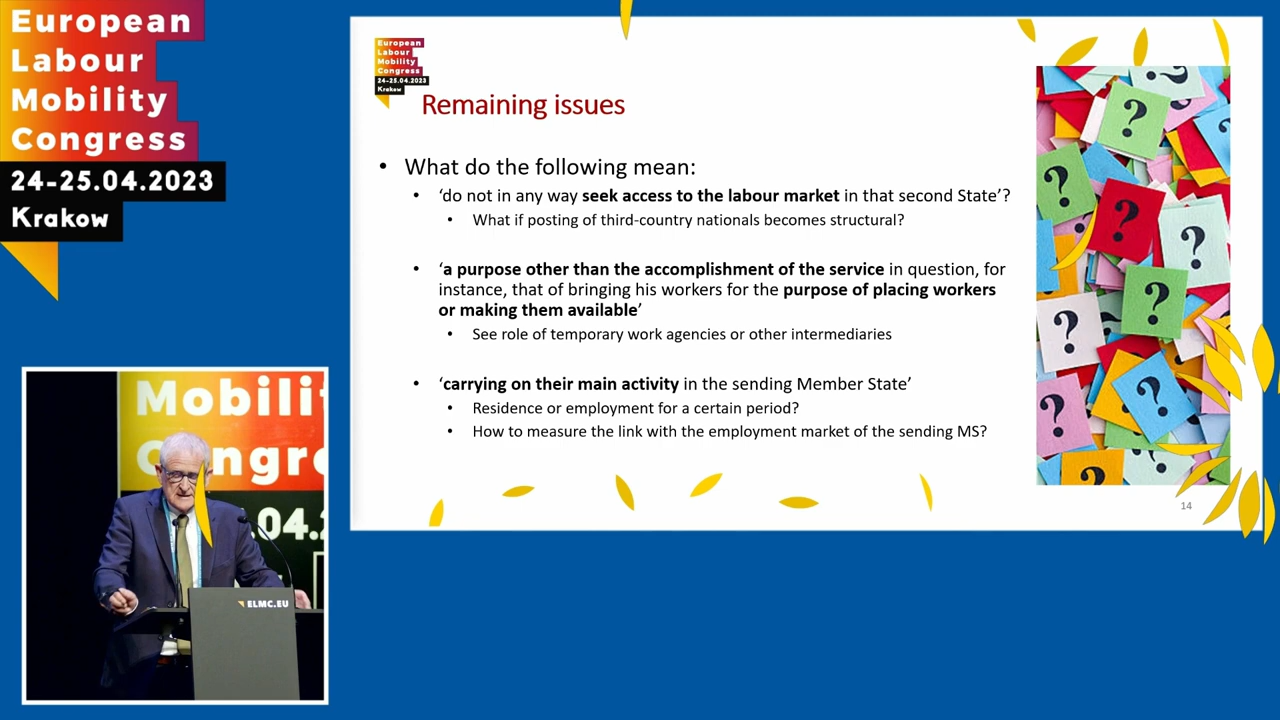 European
Labour
Mobility
Congress
24-25.04.2023
Krakow
European
Labour
Mobility
Congress
24-25.04.2023
Krakow
Remaining issues
• What do the following mean:
• ‘do not in any way seek access to the labour market in that second State’?
• What if posting of third-country nationals becomes structural?
• ‘a purpose other than the accomplishment of the service in question, for
instance, that of bringing his workers for the purpose of placing workers
or making them available’
• See role of temporary work agencies or other intermediaries
• ‘carrying on their main activity in the sending Member State’
• Residence or employment for a certain period?
• How to measure the link with the employment market of the sending MS?
14
? ? ? ? ? ? ? ? ? ?
Mobilit
Congre
.04.2
ELMC.EU